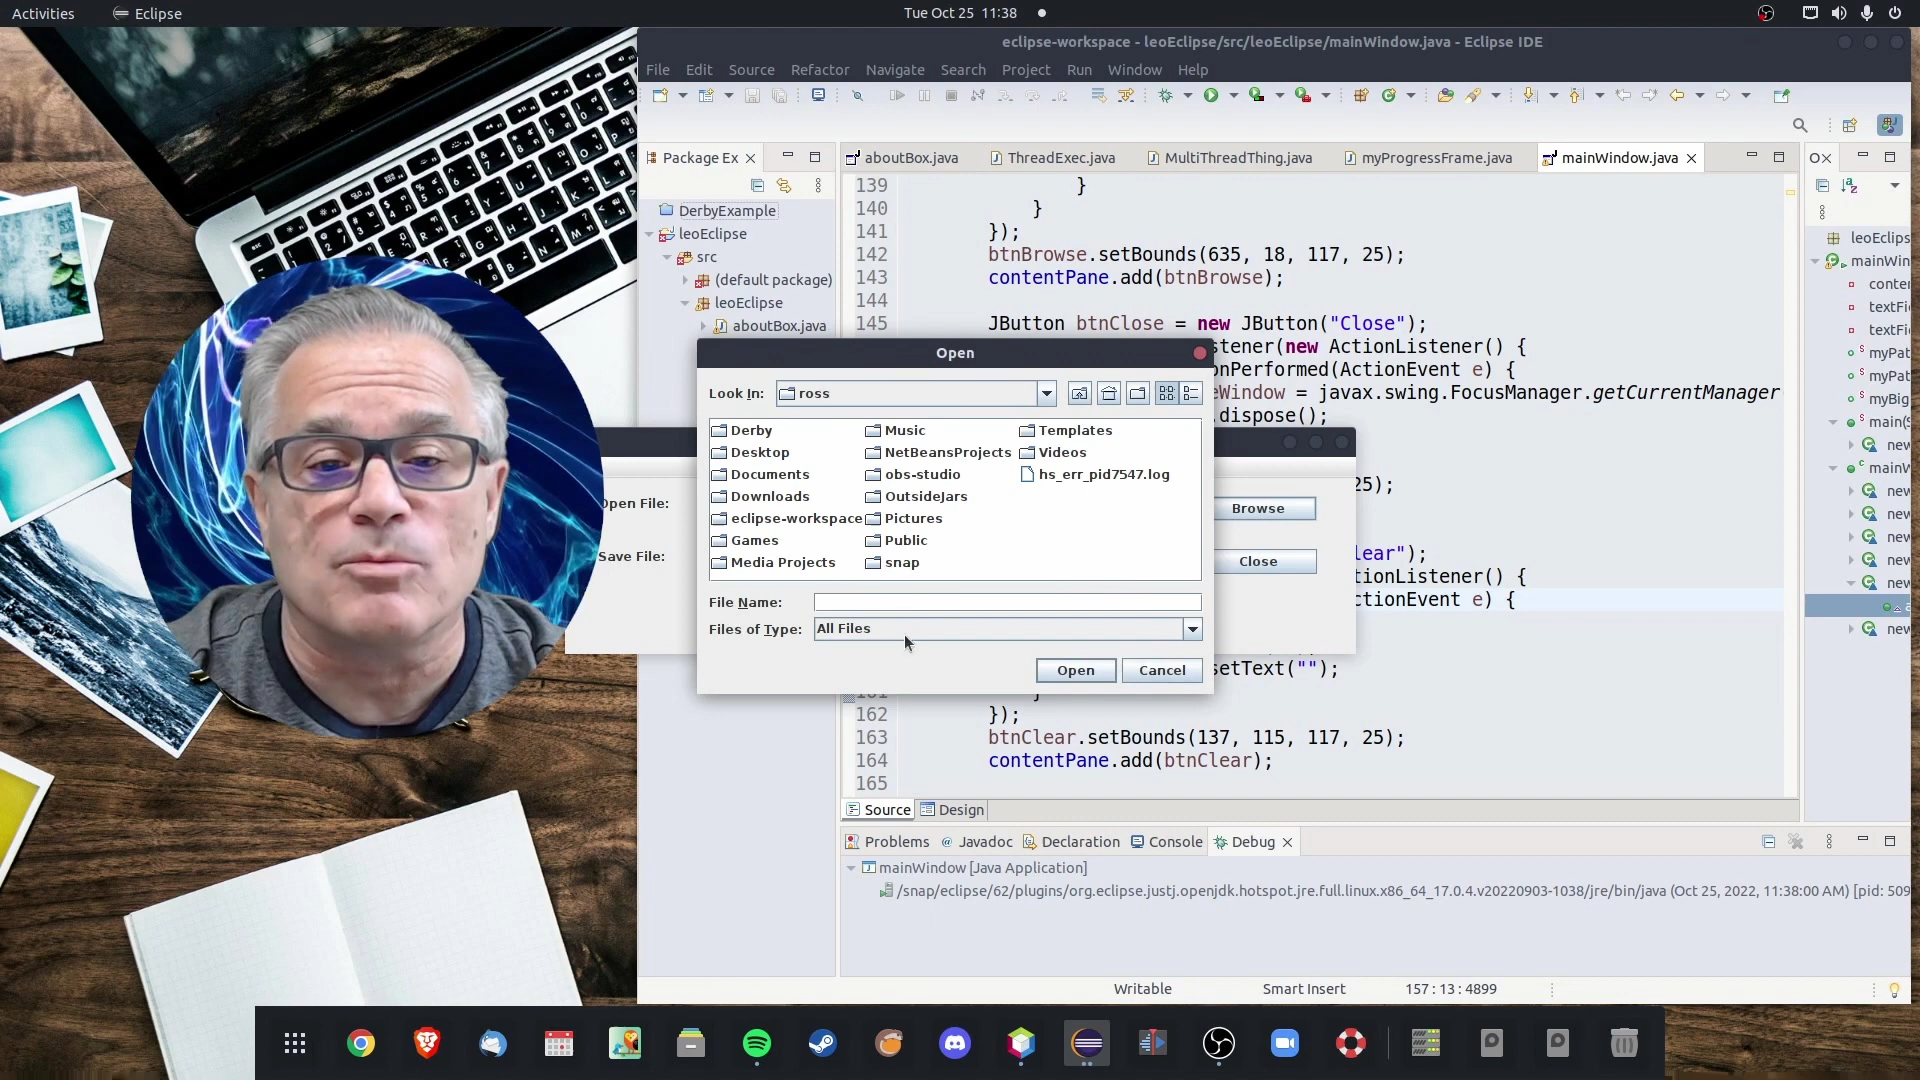 Activities
Eclipse
Tue Oct 25 11:38
eclipse-workspace - leoEclipse/src/leoEclipse/mainWindow.java - Eclipse IDE
File Edit Source Refactor Navigate Search Project Run Window Help
Package Ex
DerbyExample
leoEclipse
src
(default package)
leoEclipse
aboutBox.java
aboutBox.java
ThreadExec.java
MultiThreadThing.java
myProgressFrame.java
mainWindow.java
139 }
140 }
141 });
142 btnBrowse.setBounds(635, 18, 117, 25);
143 contentPane.add(btnBrowse);
144
145 JButton btnClose = new JButton("Close");
stener(new ActionListener() {
onPerformed(ActionEvent e) {
eWindow = javax.swing.FocusManager.getCurrentManager
.dispose();
25);
lear");
tionListener() {
ctionEvent e) {
setText("");
161 }
162 });
163 btnClear.setBounds(137, 115, 117, 25);
164 contentPane.add(btnClear);
165
Open
Look In: ross
Derby
Desktop
Documents
Downloads
eclipse-workspace
Games
Media Projects
Music
NetBeansProjects
obs-studio
OutsideJars
Pictures
Public
snap
Templates
Videos
hs_err_pid7547.log
File Name:
Files of Type: All Files
Open
Cancel
Open File:
Save File:
Browse
Close
O
leoEclips
mainWin
conter
textFi
textFi
myPat
myPat
myBig
main(
new
mainW
new
new
new
new
new
new
Source
Design
Problems
Javadoc
Declaration
Console
Debug
mainWindow [Java Application]
/snap/eclipse/62/plugins/org.eclipse.justj.openjdk.hotspot.jre.full.linux.x86_64_17.0.4.v20220903-1038/jre/bin/java (Oct 25, 2022, 11:38:00 AM) [pid: 509
Writable
Smart Insert
157 : 13 : 4899